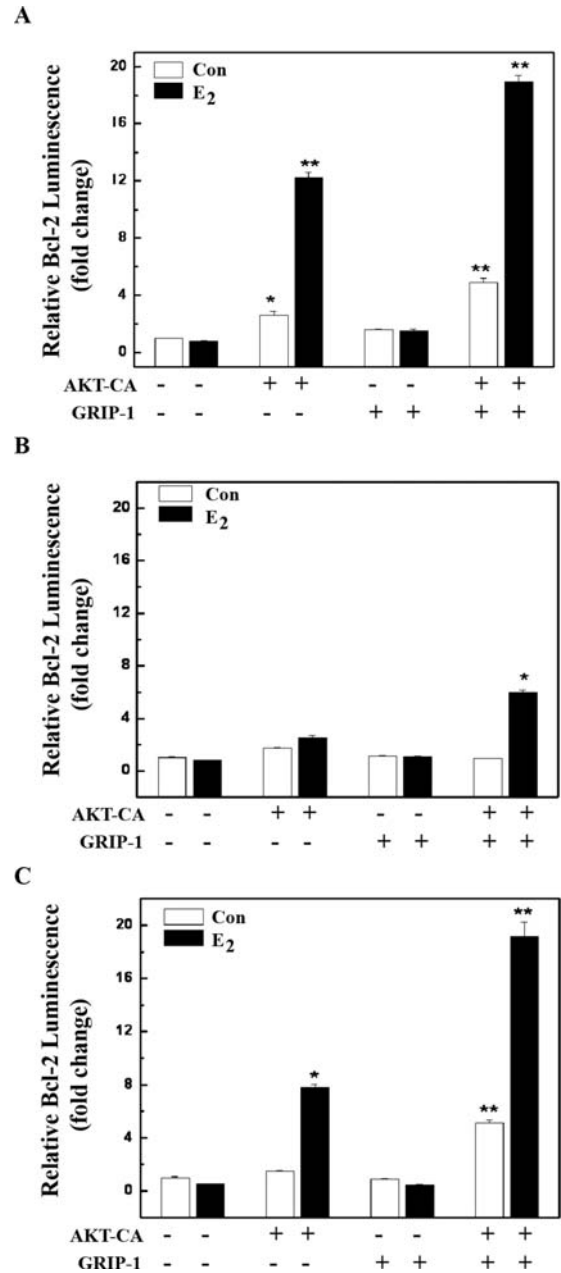 A
Relative Bcl-2 Luminescence
(fold change)
20
16
12
8
4
0
Con
E2
**
*
**
**
AKT-CA - - + + - - + +
GRIP-1 - - - - + + + +
B
Relative Bcl-2 Luminescence
(fold change)
20
16
12
8
4
0
Con
E2
*
AKT-CA - - + + - - + +
GRIP-1 - - - - + + + +
C
Relative Bcl-2 Luminescence
(fold change)
20
16
12
8
4
0
Con
E2
**
*
**
AKT-CA - - + + - - + +
GRIP-1 - - - - + + + +